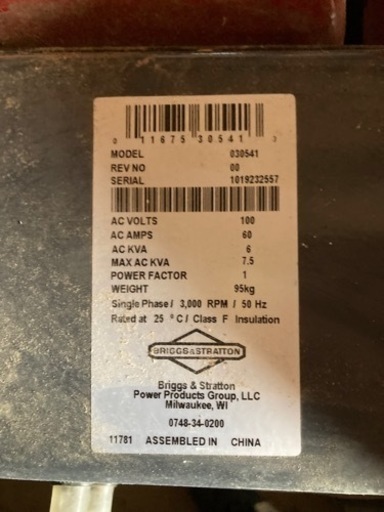 0 11675 30541 3
MODEL 030541
REV NO 00
SERIAL 1019232557
AC VOLTS 100
AC AMPS 60
AC KVA 6
MAX AC KVA 7.5
POWER FACTOR 1
WEIGHT 95kg
Single Phase / 3,000 RPM / 50 Hz
Rated at 25 °C / Class F Insulation
BRIGGS&STRATTON
Briggs & Stratton
Power Products Group, LLC
Milwaukee, WI
0748-34-0200
11781 ASSEMBLED IN CHINA